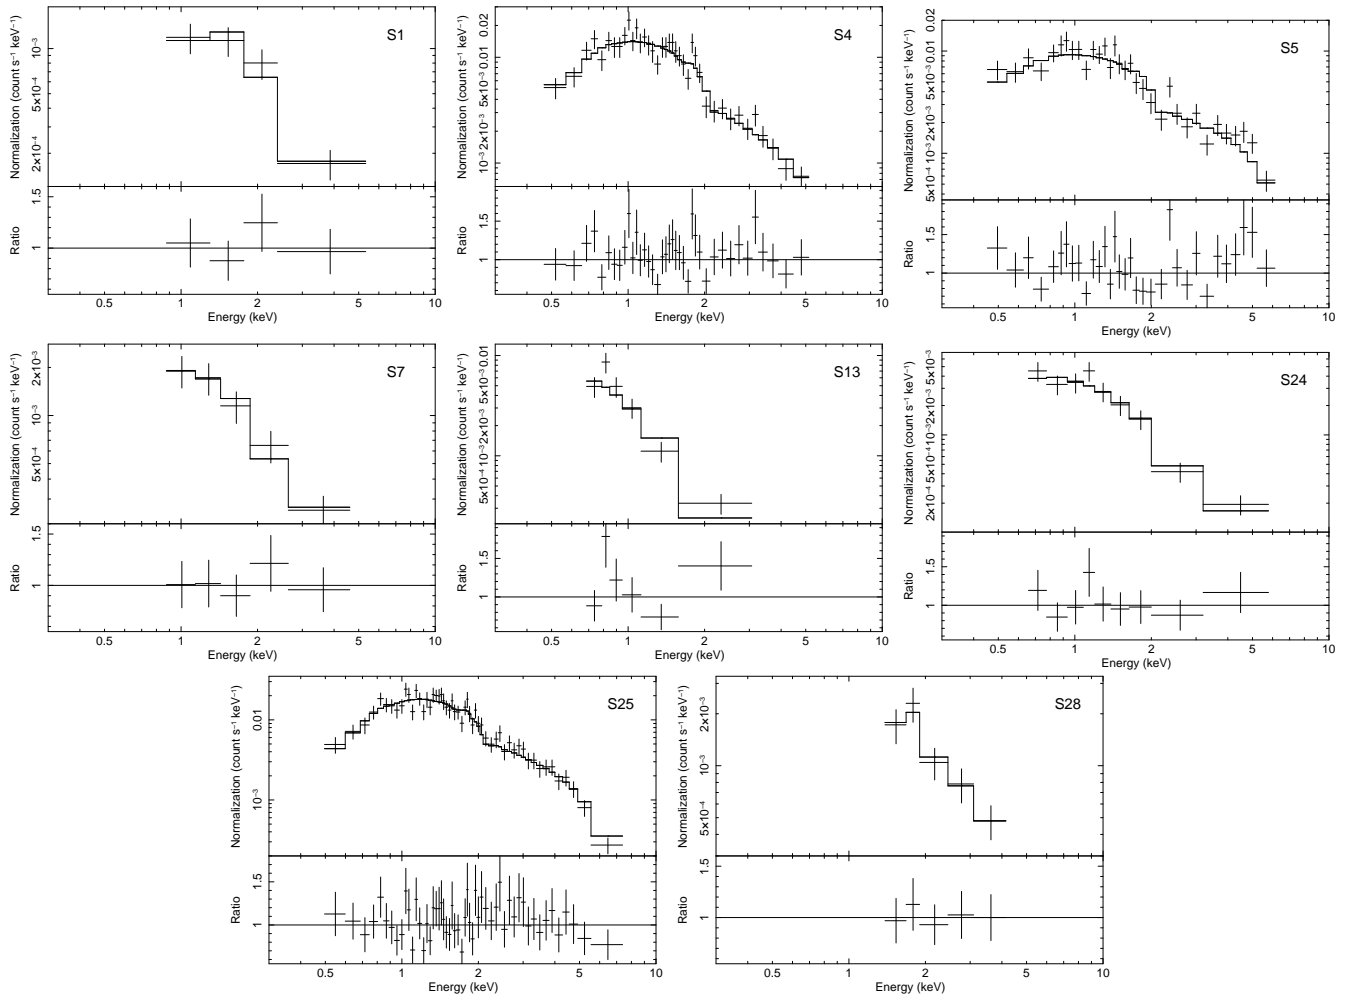 S1
Normalization (count s⁻¹ keV⁻¹)
10⁻³
5×10⁻⁴
2×10⁻⁴
Ratio
1.5
1
0.5 1 2 5 10
Energy (keV)
S4
Normalization (count s⁻¹ keV⁻¹)
0.02
0.01
5×10⁻³
2×10⁻³
10⁻³
Ratio
1.5
1
0.5 1 2 5 10
Energy (keV)
S5
Normalization (count s⁻¹ keV⁻¹)
0.02
0.01
5×10⁻³
2×10⁻³
10⁻³
5×10⁻⁴
Ratio
1.5
1
0.5 1 2 5 10
Energy (keV)
S7
Normalization (count s⁻¹ keV⁻¹)
2×10⁻³
10⁻³
5×10⁻⁴
Ratio
1.5
1
0.5 1 2 5 10
Energy (keV)
S13
Normalization (count s⁻¹ keV⁻¹)
0.01
5×10⁻³
2×10⁻³
10⁻³
5×10⁻⁴
Ratio
1.5
1
0.5 1 2 5 10
Energy (keV)
S24
Normalization (count s⁻¹ keV⁻¹)
5×10⁻³
2×10⁻³
10⁻³
5×10⁻⁴
2×10⁻⁴
Ratio
1.5
1
0.5 1 2 5 10
Energy (keV)
S25
Normalization (count s⁻¹ keV⁻¹)
0.01
10⁻³
Ratio
1.5
1
0.5 1 2 5 10
Energy (keV)
S28
Normalization (count s⁻¹ keV⁻¹)
2×10⁻³
10⁻³
5×10⁻⁴
Ratio
1.5
1
0.5 1 2 5 10
Energy (keV)